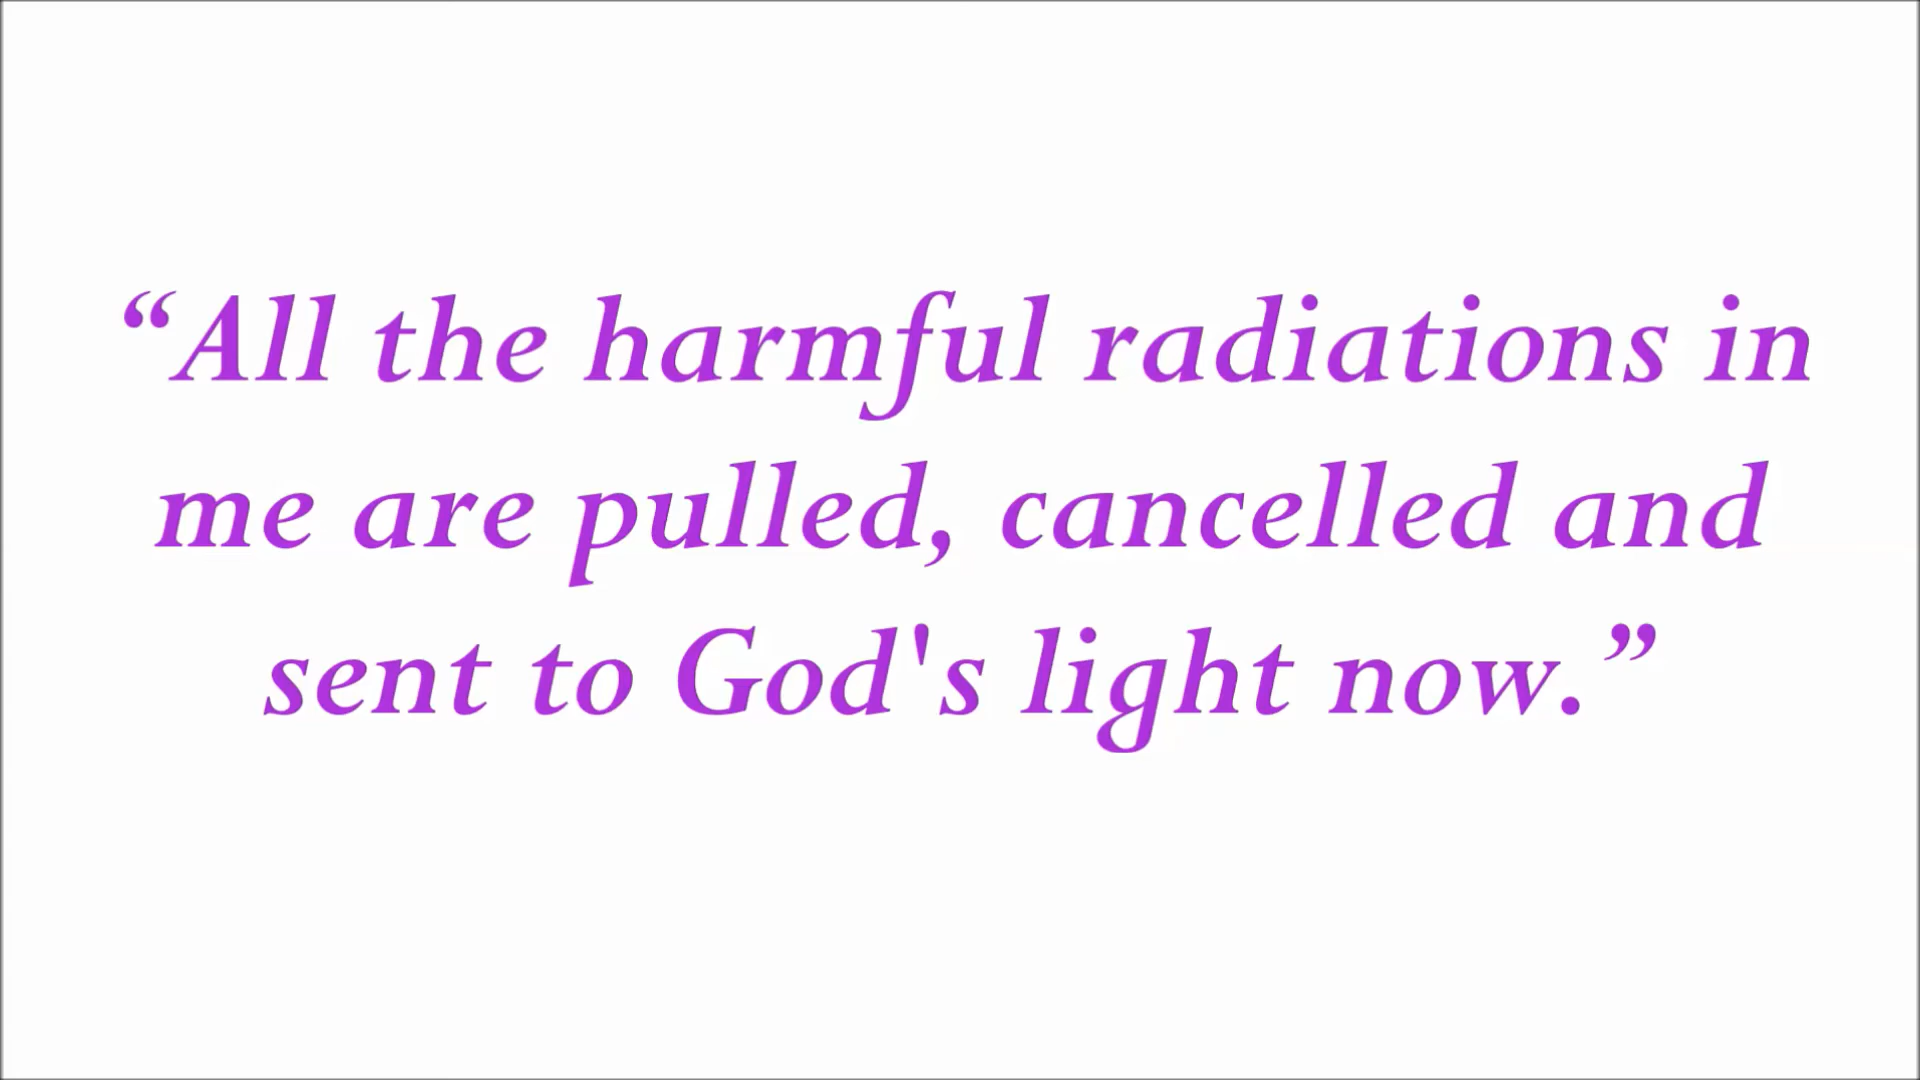 “All the harmful radiations in
me are pulled, cancelled and
sent to God's light now.”